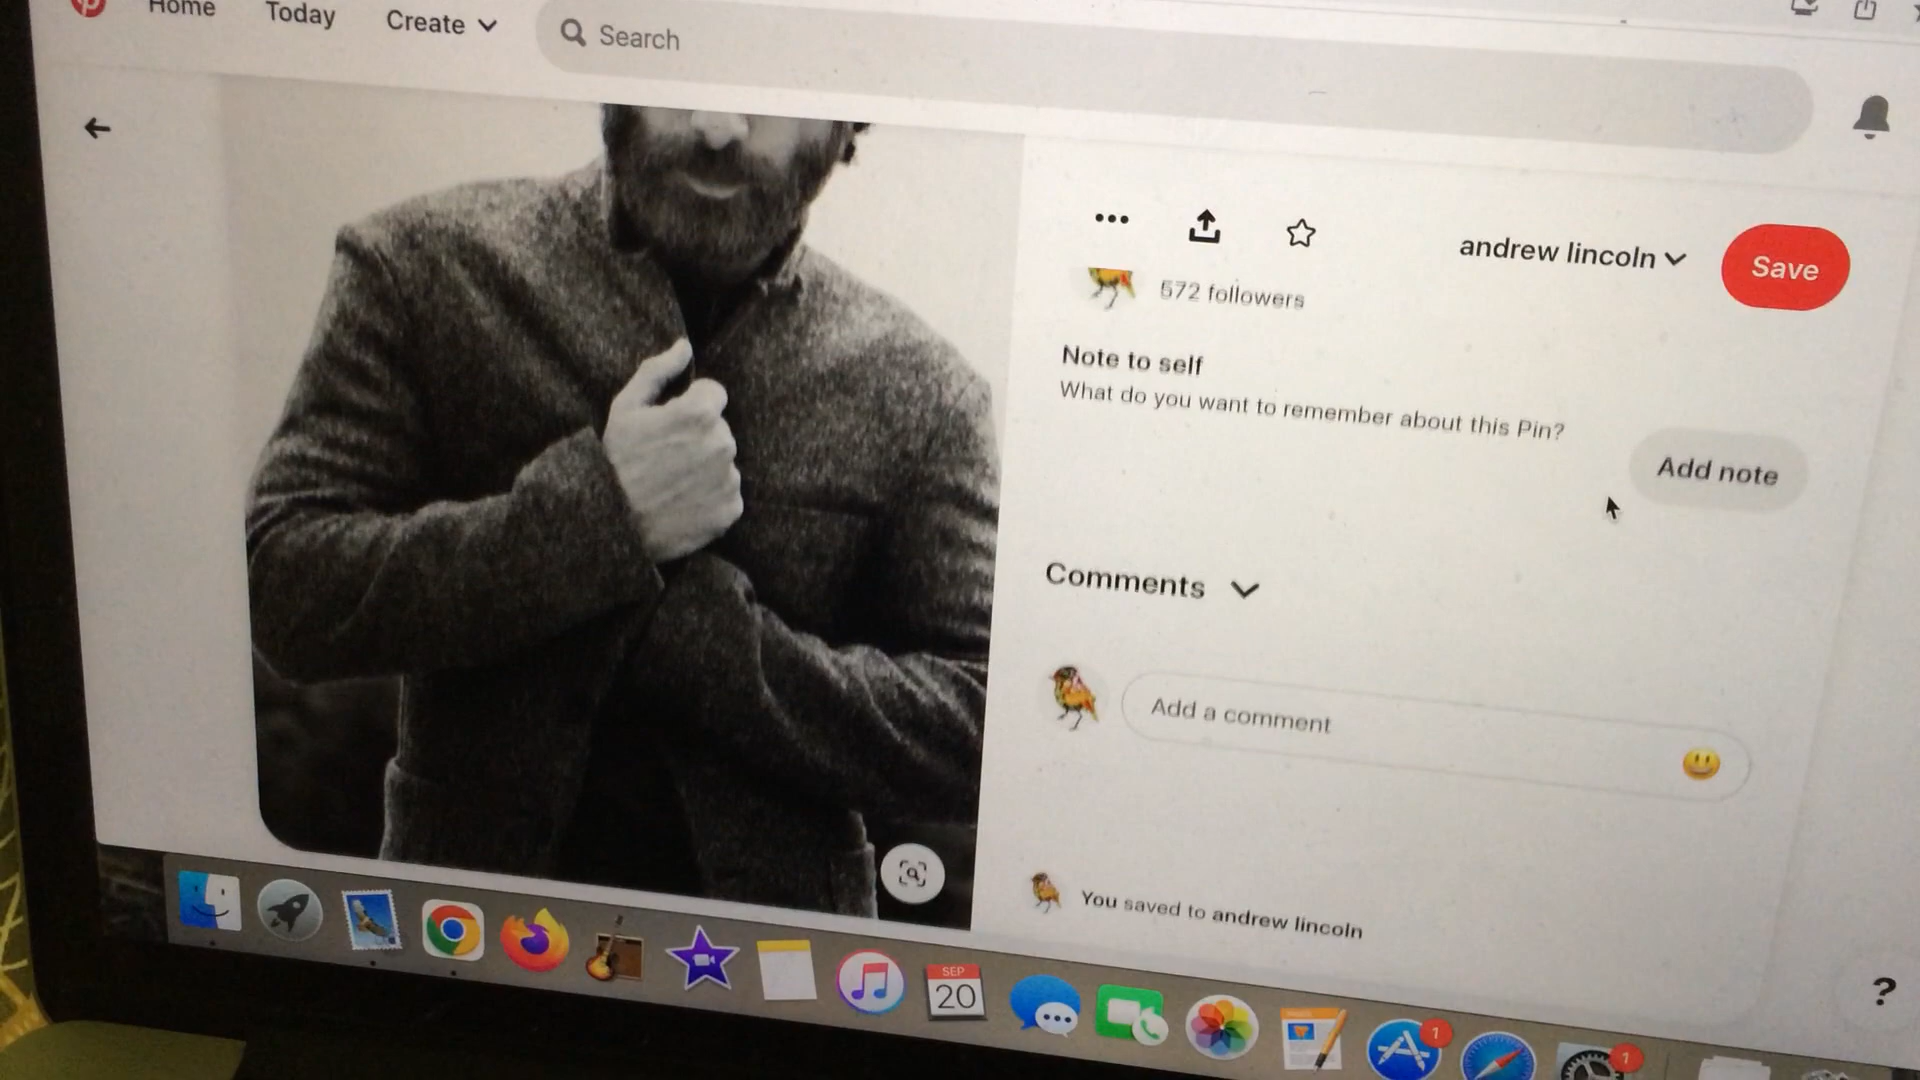 Home
Today
Create
Search
andrew lincoln
Save
572 followers
Note to self
What do you want to remember about this Pin?
Add note
Comments
Add a comment
You saved to andrew lincoln
SEP
20
1
1
?